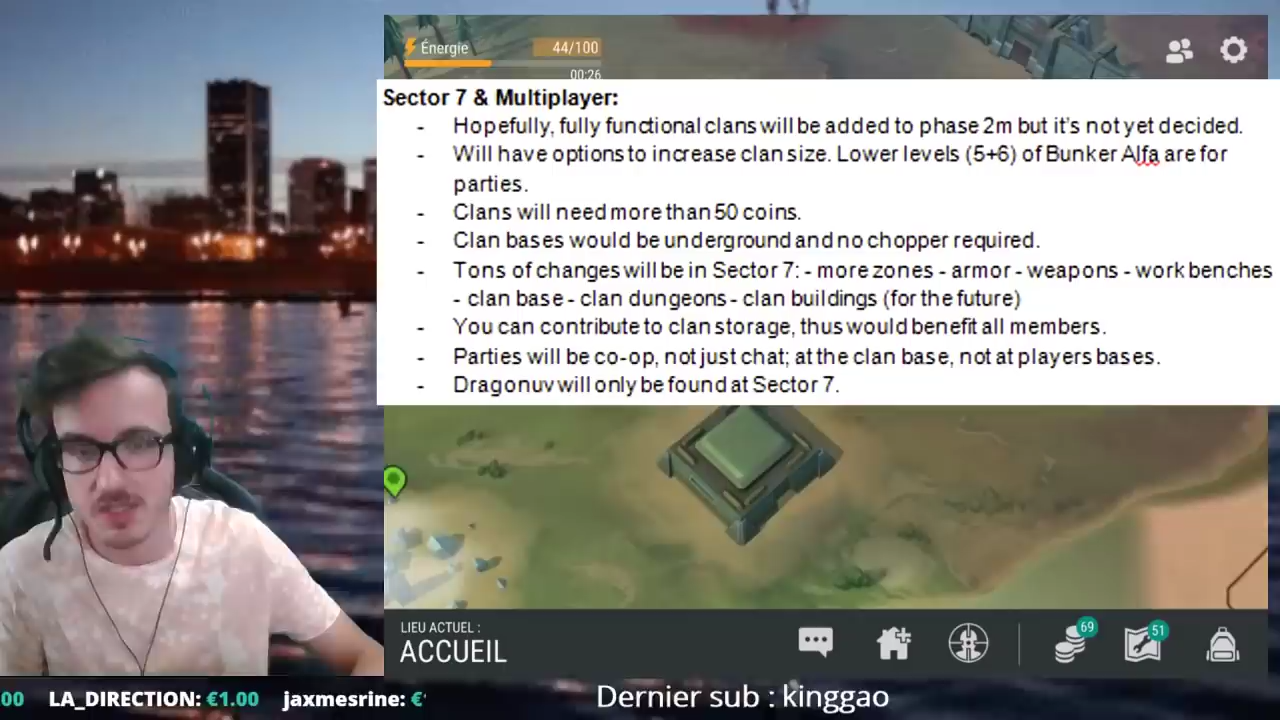 Énergie
44/100
00:26
Sector 7 & Multiplayer:
- Hopefully, fully functional clans will be added to phase 2m but it's not yet decided.
- Will have options to increase clan size. Lower levels (5+6) of Bunker Alfa are for
parties.
- Clans will need more than 50 coins.
- Clan bases would be underground and no chopper required.
- Tons of changes will be in Sector 7: - more zones - armor - weapons - work benches
- clan base - clan dungeons - clan buildings (for the future)
- You can contribute to clan storage, thus would benefit all members.
- Parties will be co-op, not just chat; at the clan base, not at players bases.
- Dragonuv will only be found at Sector 7.
LIEU ACTUEL :
ACCUEIL
69
51
00 LA_DIRECTION: €1.00 jaxmesrine: €
Dernier sub : kinggao